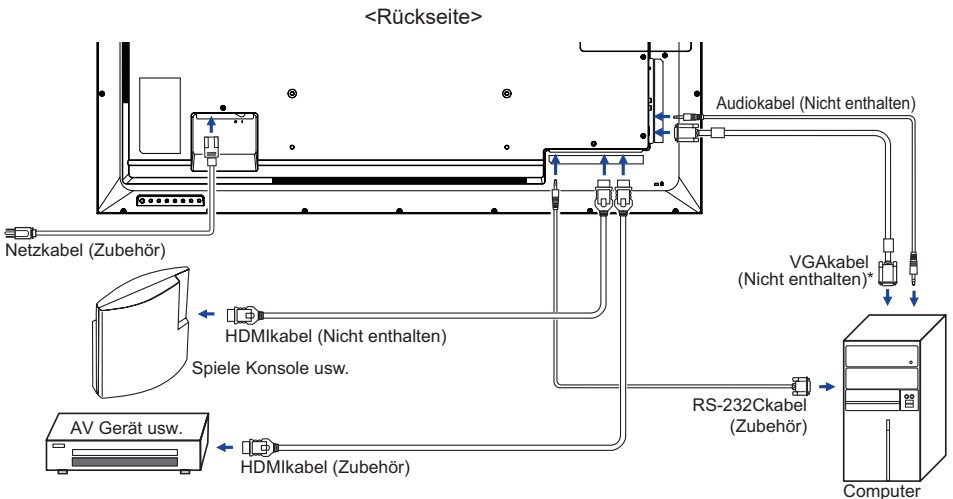 <Rückseite>
Audiokabel (Nicht enthalten)
Netzkabel (Zubehör)
VGAkabel
(Nicht enthalten)*
HDMIkabel (Nicht enthalten)
Spiele Konsole usw.
RS-232Ckabel
(Zubehör)
AV Gerät usw.
HDMIkabel (Zubehör)
Computer